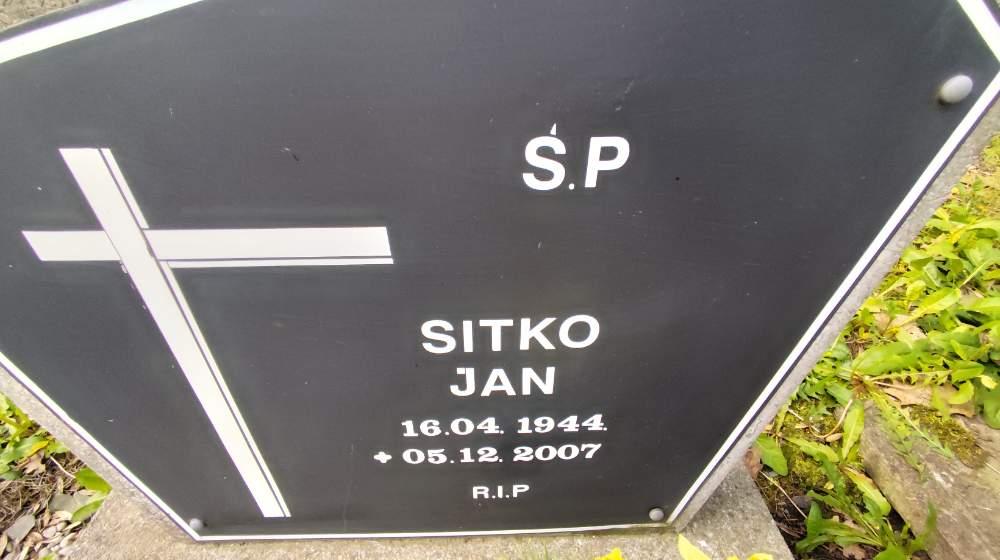 Ś.P
SITKO
JAN
16.04.1944.
+ 05.12.2007
R.I.P